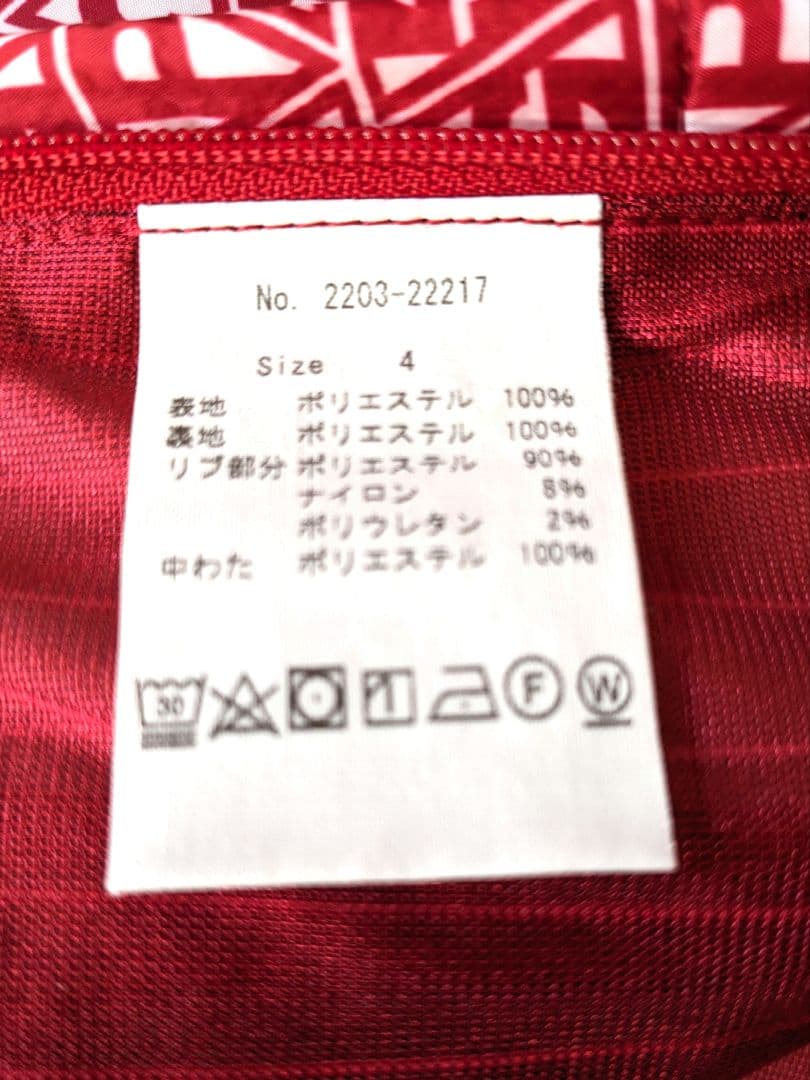 No. 2203-22217
Size 4
表地 ポリエステル 100%
裏地 ポリエステル 100%
リブ部分 ポリエステル 90%
ナイロン 8%
ポリウレタン 2%
中わた ポリエステル 100%
30 F W